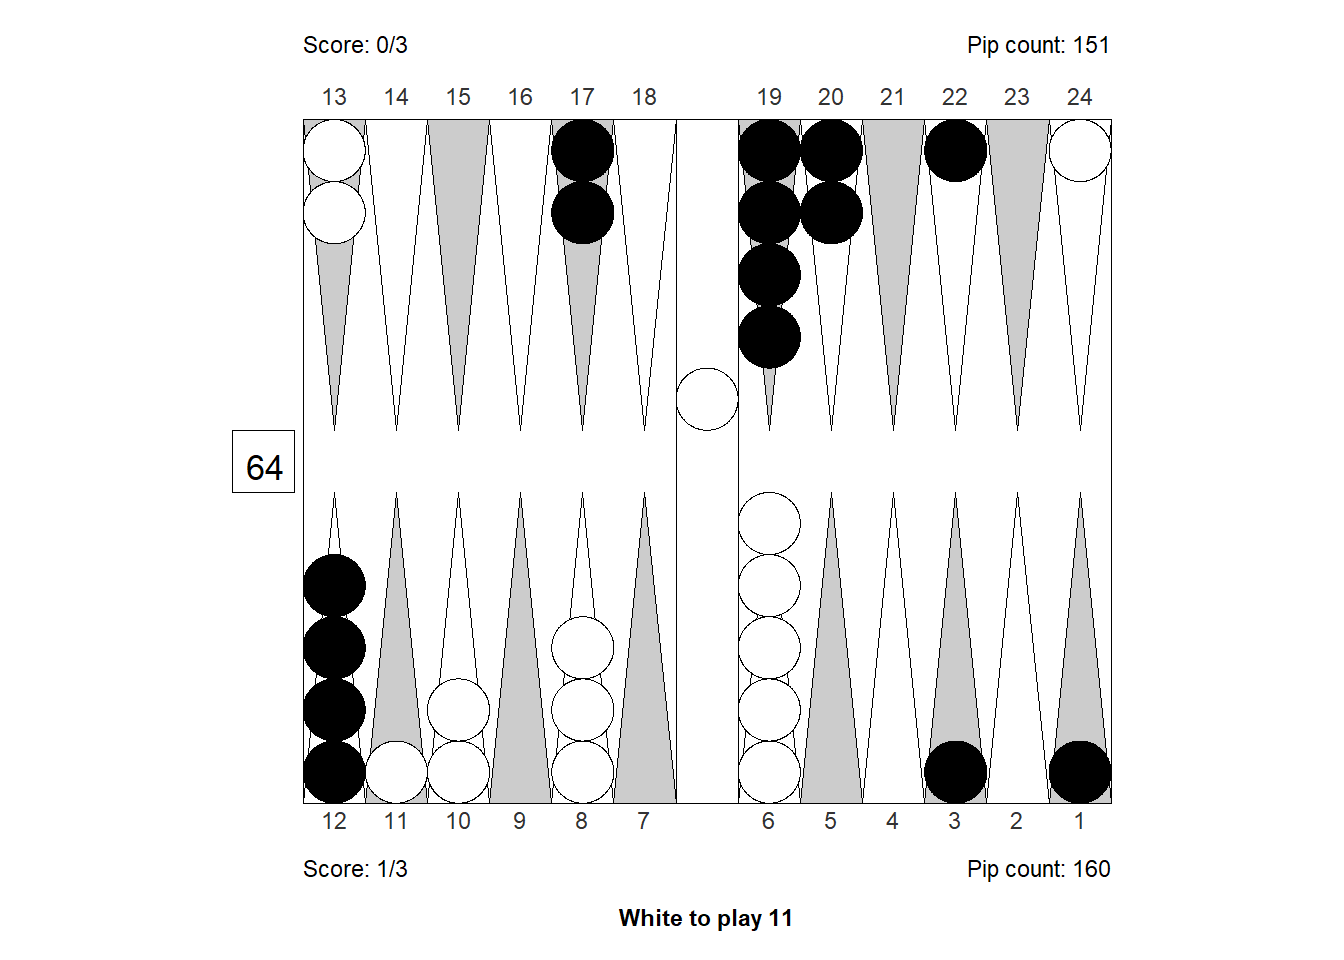 Score: 0/3 Pip count: 151
13 14 15 16 17 18 19 20 21 22 23 24
64
12 11 10 9 8 7 6 5 4 3 2 1
Score: 1/3 Pip count: 160
White to play 11